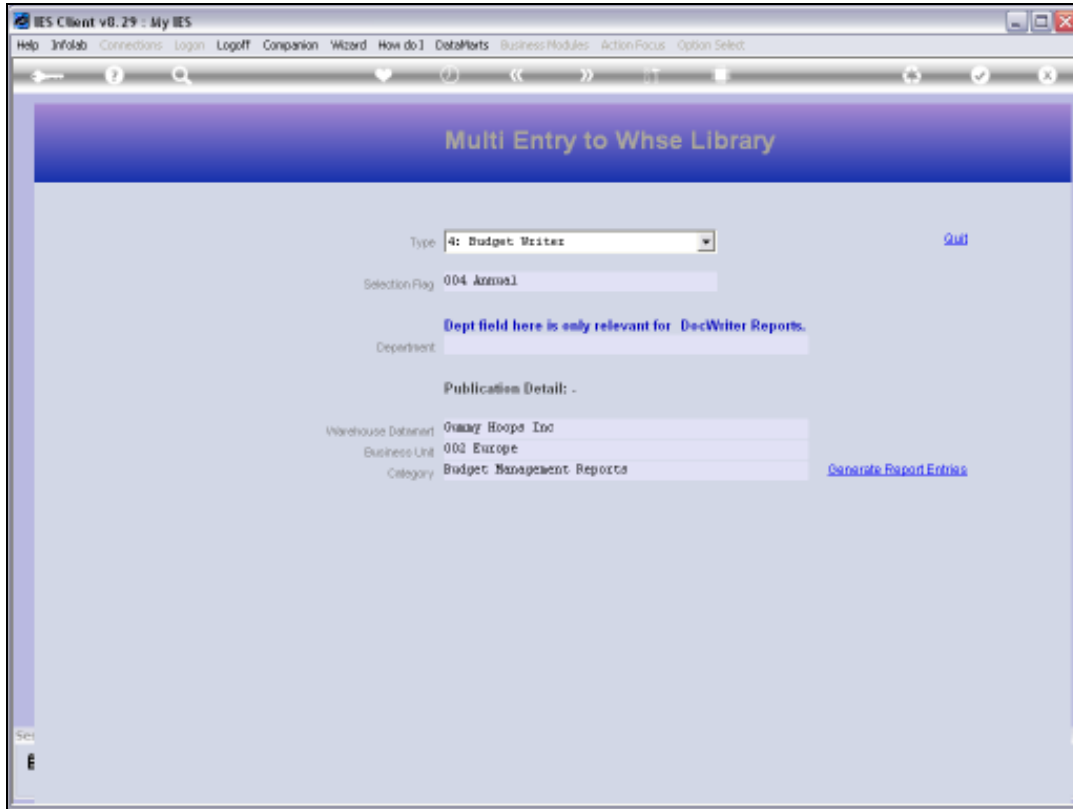 IES Client v8.29 : My IES
Help Infolab Connections Logon Logoff Companion Wizard How do I DataMarts Business Modules Action Focus Option Select
Multi Entry to Whse Library
Type 4: Budget Writer Quit
Selection Flag 004 Annual
Dept field here is only relevant for DocWriter Reports.
Department
Publication Detail: -
Warehouse Datamart Gummy Hoops Inc
Business Unit 002 Europe
Category Budget Management Reports Generate Report Entries